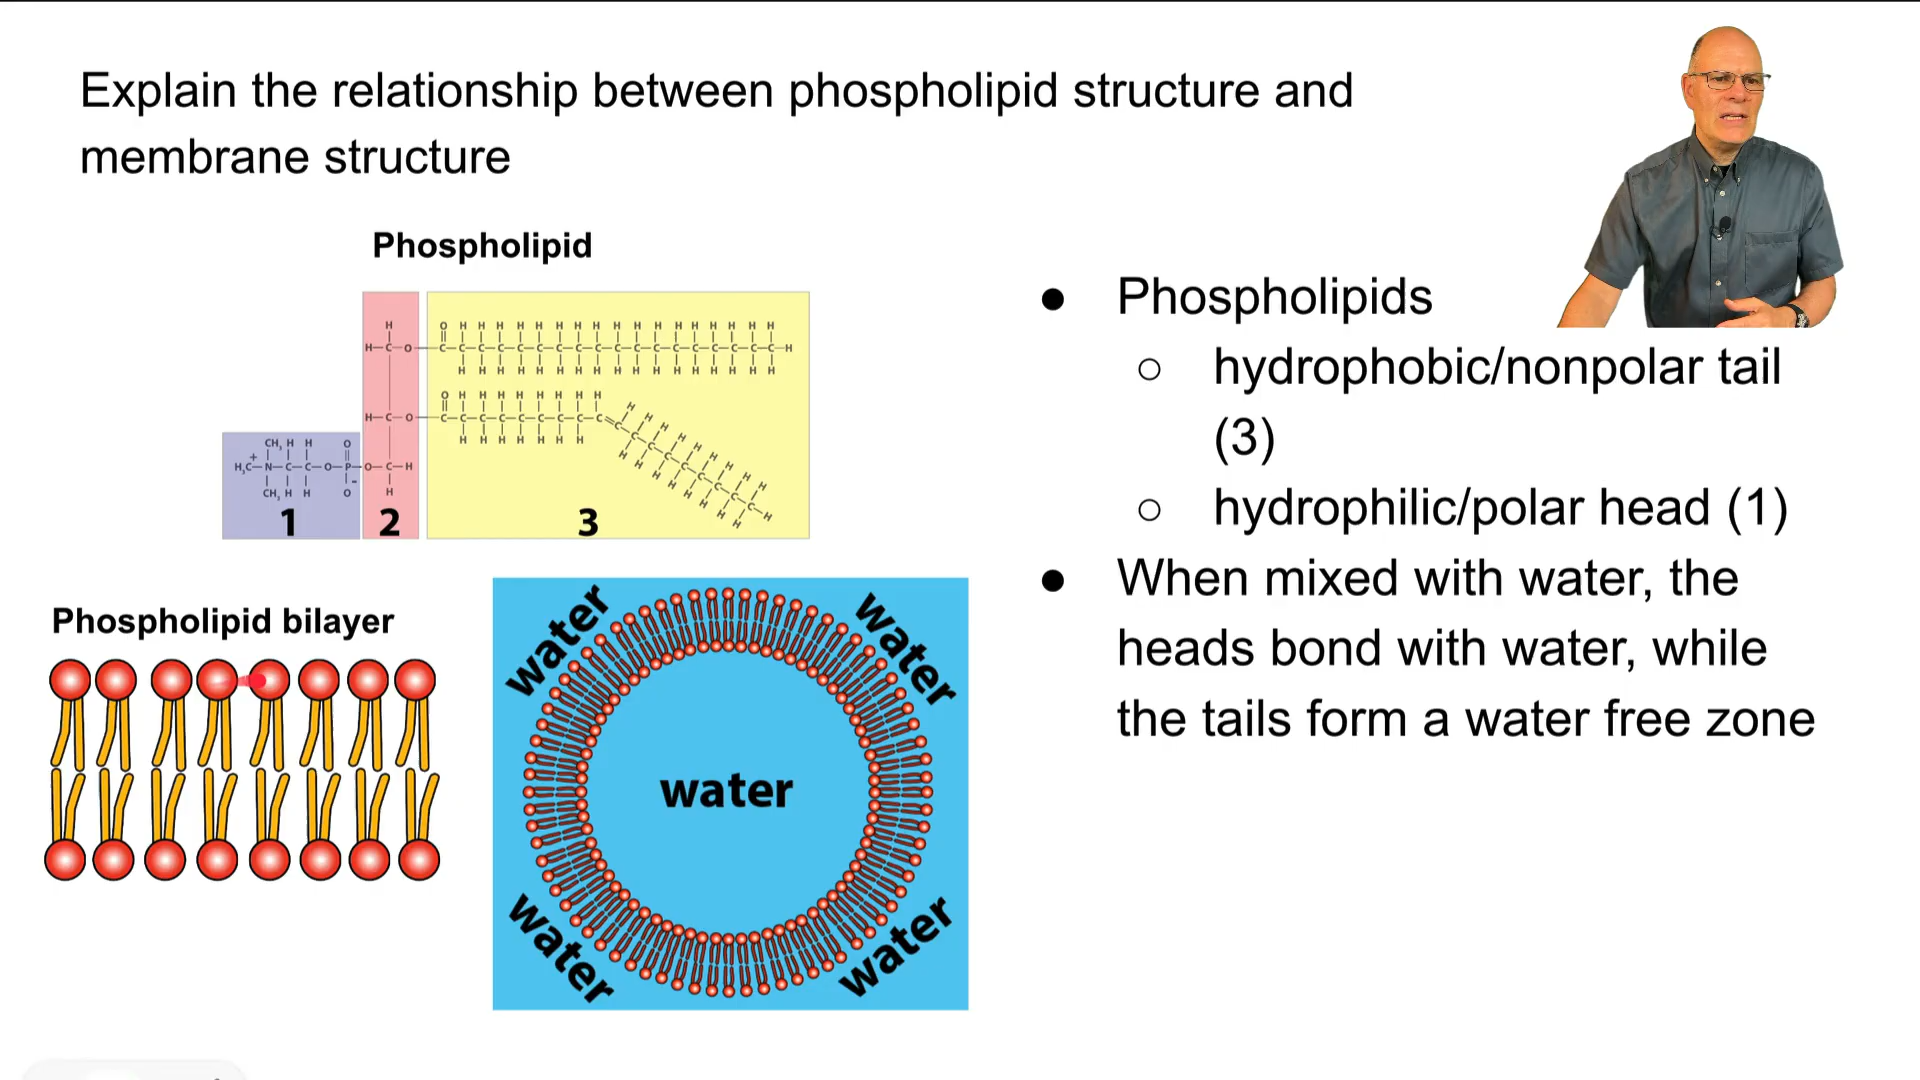 Explain the relationship between phospholipid structure and
membrane structure
Phospholipid
1
2
3
Phospholipid bilayer
water
water
water
water
water
● Phospholipids
○ hydrophobic/nonpolar tail
(3)
○ hydrophilic/polar head (1)
● When mixed with water, the
heads bond with water, while
the tails form a water free zone